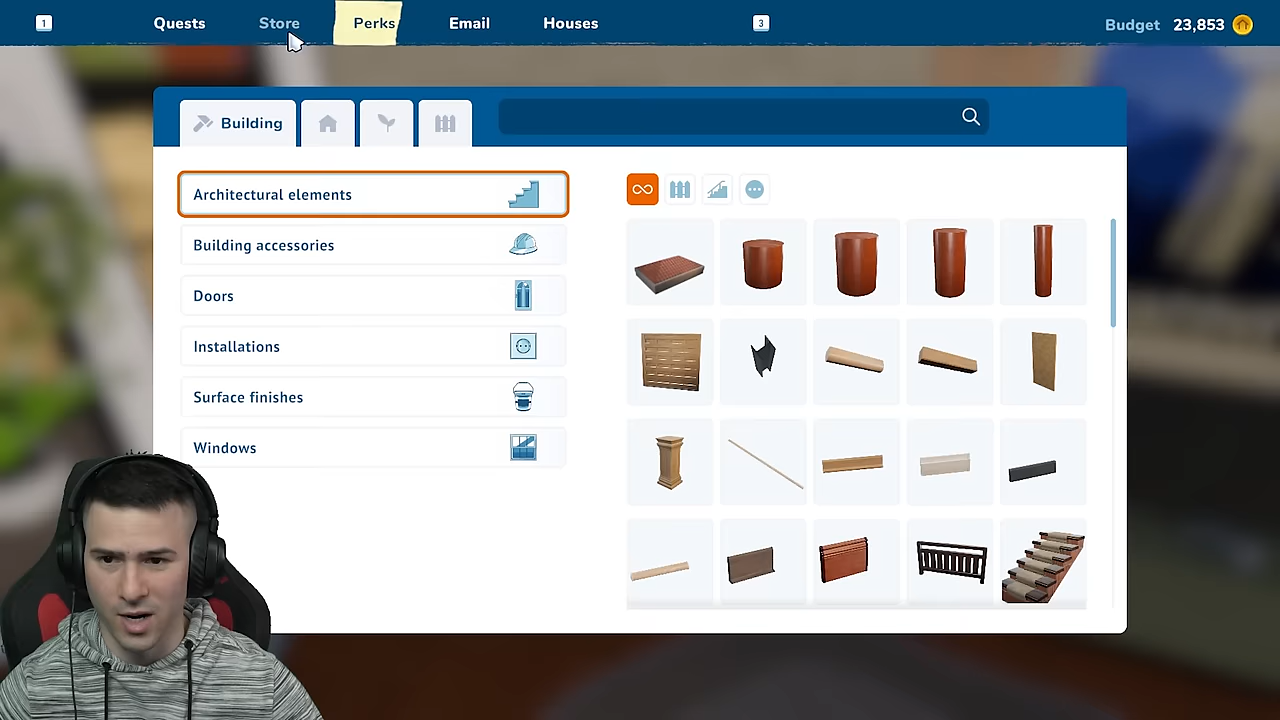 1 Quests Store Perks Email Houses 3 Budget 23,853
Building
Architectural elements
Building accessories
Doors
Installations
Surface finishes
Windows